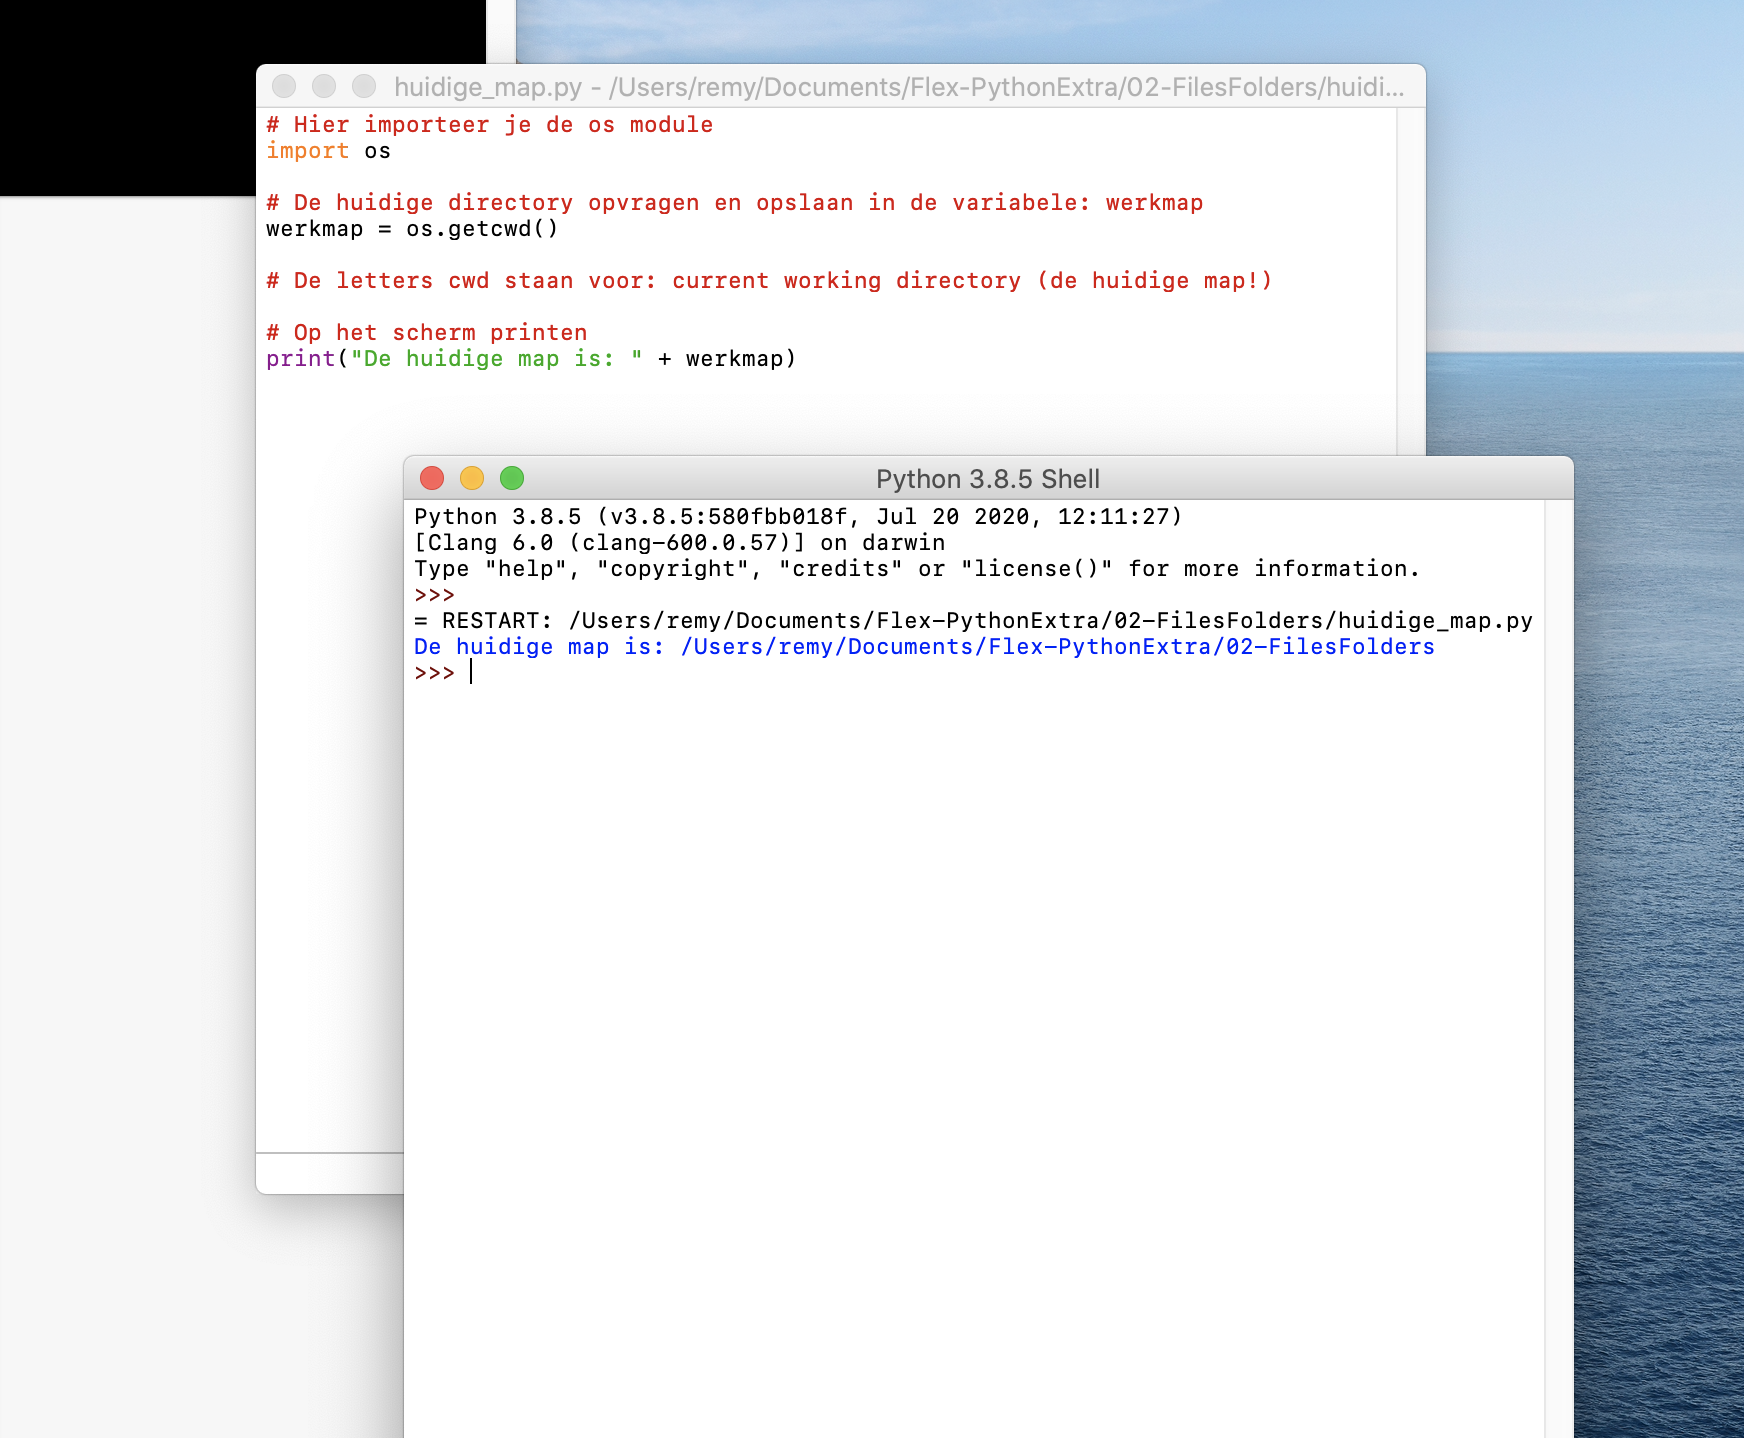 huidige_map.py - /Users/remy/Documents/Flex-PythonExtra/02-FilesFolders/huidi...
# Hier importeer je de os module
import os
# De huidige directory opvragen en opslaan in de variabele: werkmap
werkmap = os.getcwd()
# De letters cwd staan voor: current working directory (de huidige map!)
# Op het scherm printen
print("De huidige map is: " + werkmap)
Python 3.8.5 Shell
Python 3.8.5 (v3.8.5:580fbb018f, Jul 20 2020, 12:11:27)
[Clang 6.0 (clang-600.0.57)] on darwin
Type "help", "copyright", "credits" or "license()" for more information.
>>>
= RESTART: /Users/remy/Documents/Flex-PythonExtra/02-FilesFolders/huidige_map.py
De huidige map is: /Users/remy/Documents/Flex-PythonExtra/02-FilesFolders
>>>